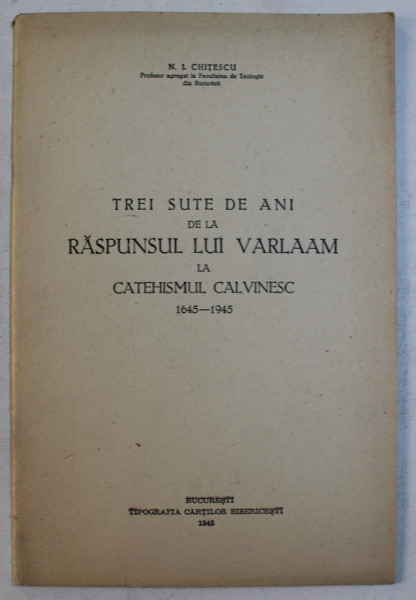 N. I. CHIȚESCU
Profesor agregat la Facultatea de Teologie
din București
TREI SUTE DE ANI
DE LA
RĂSPUNSUL LUI VARLAAM
LA
CATEHISMUL CALVINESC
1645—1945
BUCUREȘTI
TIPOGRAFIA CĂRȚILOR BISERICEȘTI
1945